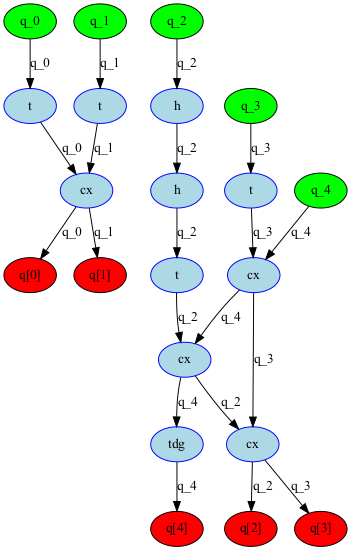 q_0 q_1 q_2
q_0 q_1 q_2
t t h q_3
q_0 q_1 q_2 q_3
cx h t q_4
q_0 q_1 q_2 q_3 q_4
q[0] q[1] t cx
q_2 q_4
cx q_3
q_4 q_2
tdg cx
q_4 q_2 q_3
q[4] q[2] q[3]